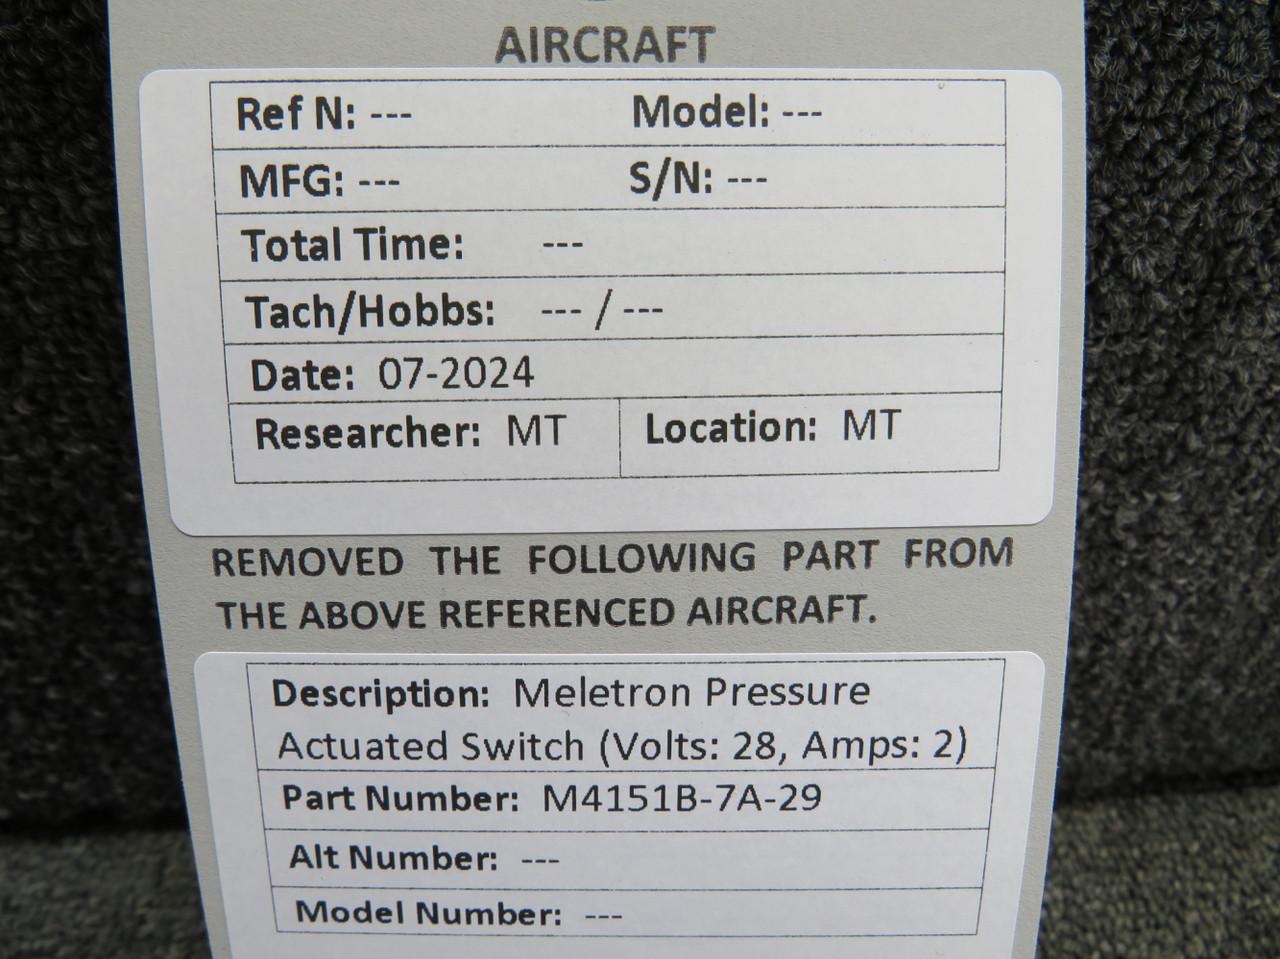 AIRCRAFT
Ref N: --- Model: ---
MFG: --- S/N: ---
Total Time: ---
Tach/Hobbs: --- / ---
Date: 07-2024
Researcher: MT Location: MT
REMOVED THE FOLLOWING PART FROM
THE ABOVE REFERENCED AIRCRAFT.
Description: Meletron Pressure
Actuated Switch (Volts: 28, Amps: 2)
Part Number: M4151B-7A-29
Alt Number: ---
Model Number: ---